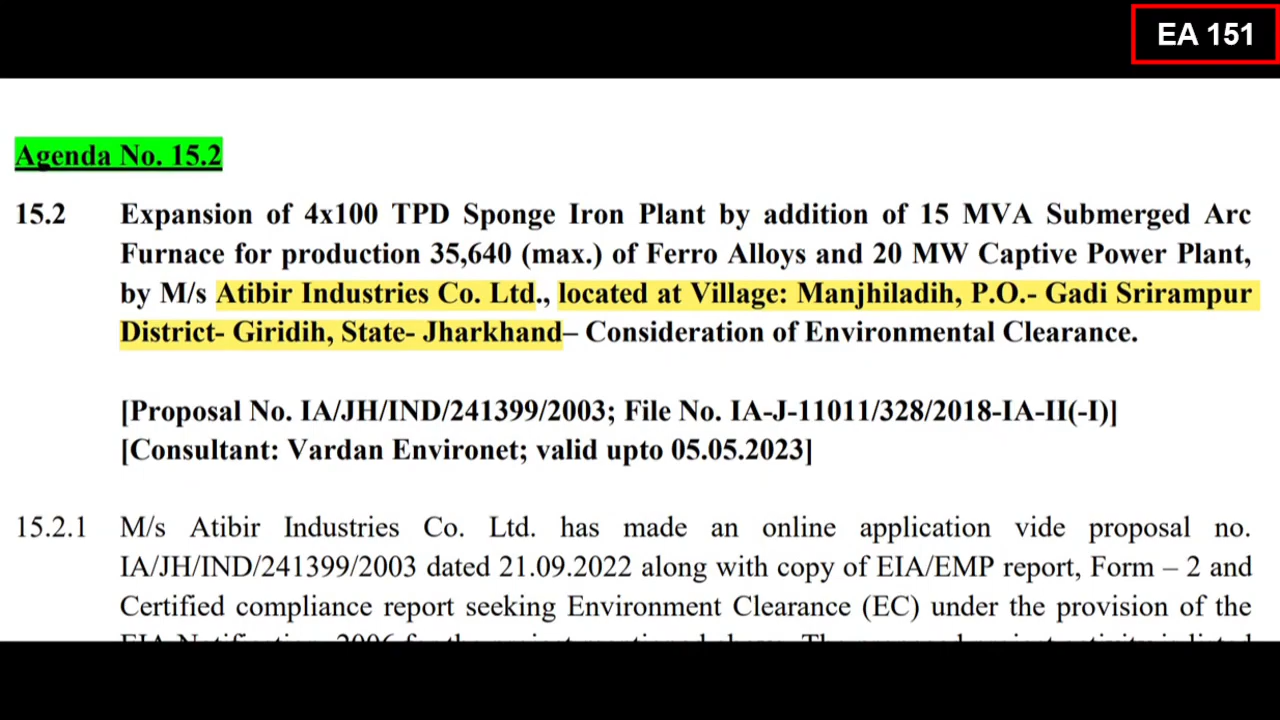 EA 151
Agenda No. 15.2
15.2 Expansion of 4x100 TPD Sponge Iron Plant by addition of 15 MVA Submerged Arc
Furnace for production 35,640 (max.) of Ferro Alloys and 20 MW Captive Power Plant,
by M/s Atibir Industries Co. Ltd., located at Village: Manjhiladih, P.O.- Gadi Srirampur
District- Giridih, State- Jharkhand– Consideration of Environmental Clearance.
[Proposal No. IA/JH/IND/241399/2003; File No. IA-J-11011/328/2018-IA-II(-I)]
[Consultant: Vardan Environet; valid upto 05.05.2023]
15.2.1 M/s Atibir Industries Co. Ltd. has made an online application vide proposal no.
IA/JH/IND/241399/2003 dated 21.09.2022 along with copy of EIA/EMP report, Form – 2 and
Certified compliance report seeking Environment Clearance (EC) under the provision of the